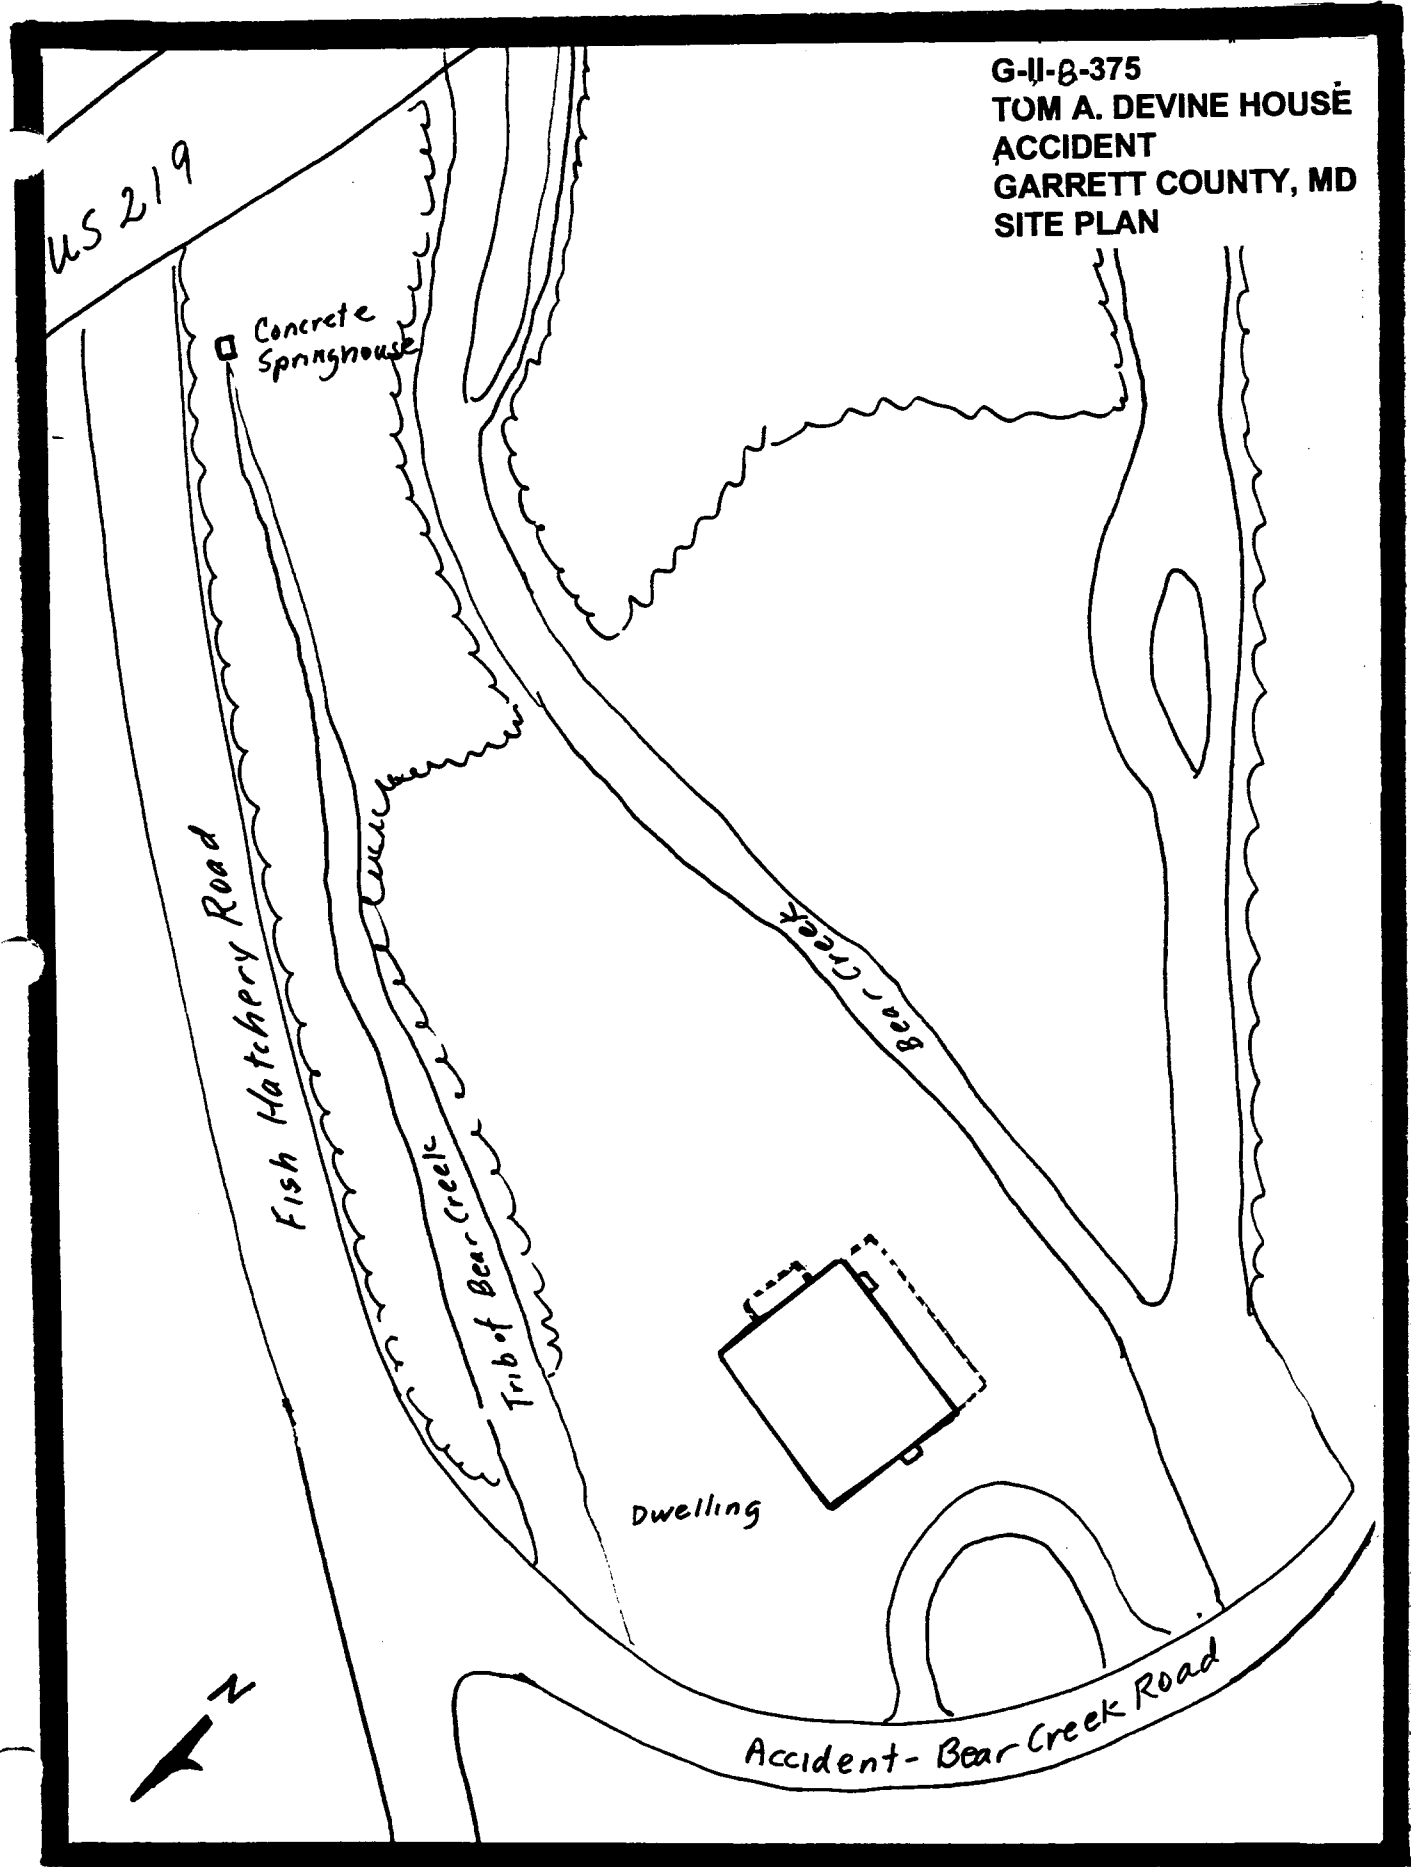 G-II-B-375
TOM A. DEVINE HOUSE
ACCIDENT
GARRETT COUNTY, MD
SITE PLAN
US 219
Concrete
Springhouse
Fish Hatchery Road
Bear Creek
Trib of Bear Creek
Dwelling
Accident-Bear Creek Road
N